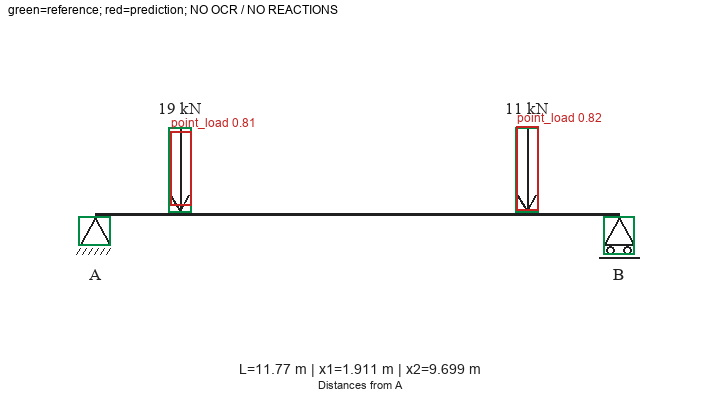 green=reference; red=prediction; NO OCR / NO REACTIONS
19 kN
11 kN
point_load 0.81
point_load 0.82
A
B
L=11.77 m | x1=1.911 m | x2=9.699 m
Distances from A